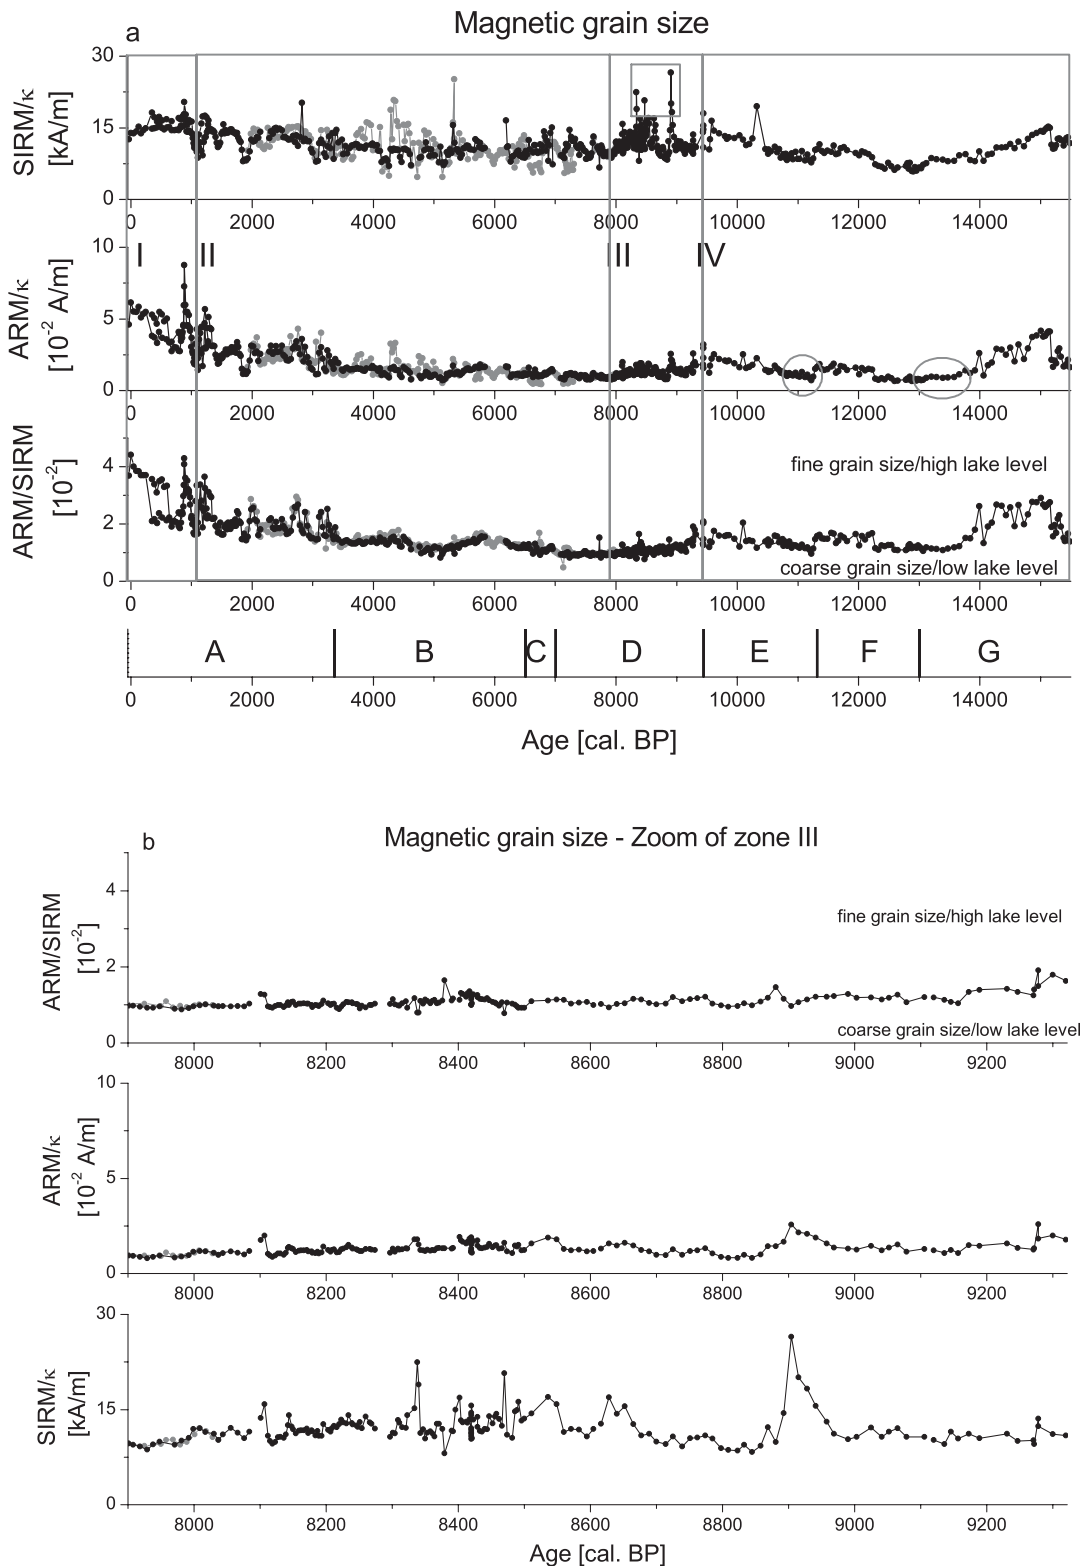 a
Magnetic grain size
SIRM/κ
[kA/m]
30
15
0
0 2000 4000 6000 8000 10000 12000 14000
I II III IV
ARM/κ
[10⁻² A/m]
10
5
0
0 2000 4000 6000 8000 10000 12000 14000
ARM/SIRM
[10⁻²]
4
2
0
fine grain size/high lake level
coarse grain size/low lake level
0 2000 4000 6000 8000 10000 12000 14000
A B C D E F G
0 2000 4000 6000 8000 10000 12000 14000
Age [cal. BP]
b
Magnetic grain size - Zoom of zone III
ARM/SIRM
[10⁻²]
4
2
0
fine grain size/high lake level
coarse grain size/low lake level
8000 8200 8400 8600 8800 9000 9200
ARM/κ
[10⁻² A/m]
10
5
0
8000 8200 8400 8600 8800 9000 9200
SIRM/κ
[kA/m]
30
15
0
8000 8200 8400 8600 8800 9000 9200
Age [cal. BP]